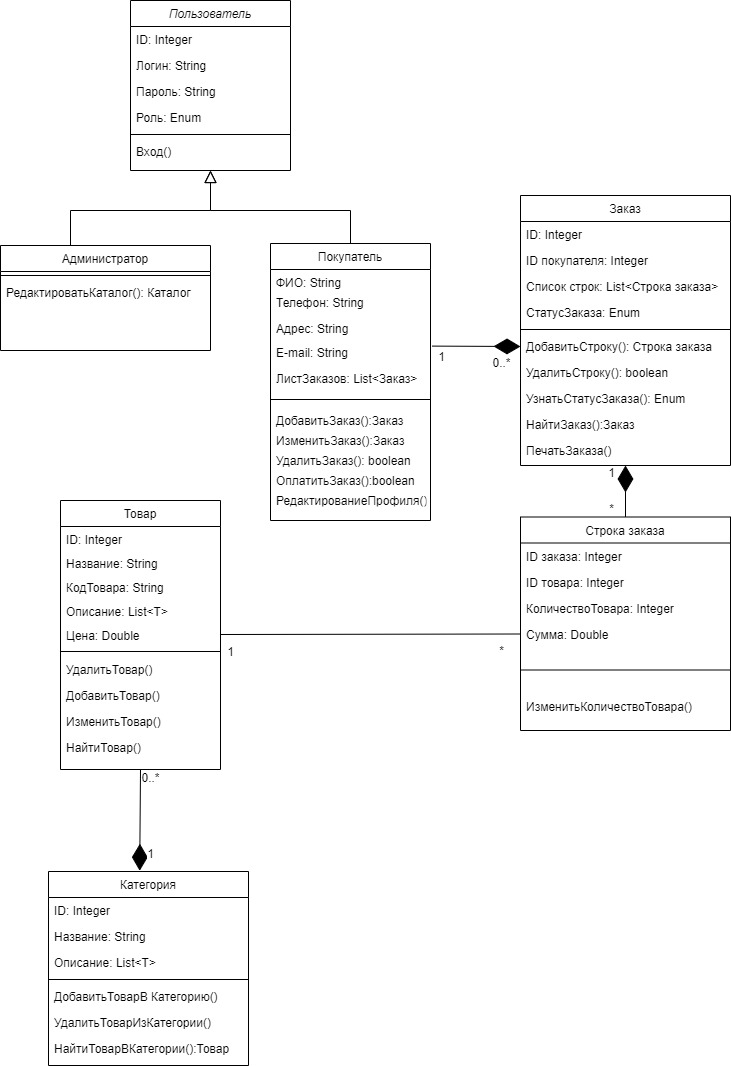 Пользователь
ID: Integer
Логин: String
Пароль: String
Роль: Enum
Вход()
Администратор
РедактироватьКаталог(): Каталог
Покупатель
ФИО: String
Телефон: String
Адрес: String
E-mail: String
ЛистЗаказов: List<Заказ>
ДобавитьЗаказ():Заказ
ИзменитьЗаказ():Заказ
УдалитьЗаказ(): boolean
ОплатитьЗаказ():boolean
РедактированиеПрофиля()
1
0..*
Заказ
ID: Integer
ID покупателя: Integer
Список строк: List<Строка заказа>
СтатусЗаказа: Enum
ДобавитьСтроку(): Строка заказа
УдалитьСтроку(): boolean
УзнатьСтатусЗаказа(): Enum
НайтиЗаказ():Заказ
ПечатьЗаказа()
1
*
Строка заказа
ID заказа: Integer
ID товара: Integer
КоличествоТовара: Integer
Сумма: Double
ИзменитьКоличествоТовара()
Товар
ID: Integer
Название: String
КодТовара: String
Описание: List<T>
Цена: Double
УдалитьТовар()
ДобавитьТовар()
ИзменитьТовар()
НайтиТовар()
1
*
0..*
1
Категория
ID: Integer
Название: String
Описание: List<T>
ДобавитьТоварВ Категорию()
УдалитьТоварИзКатегории()
НайтиТоварВКатегории():Товар